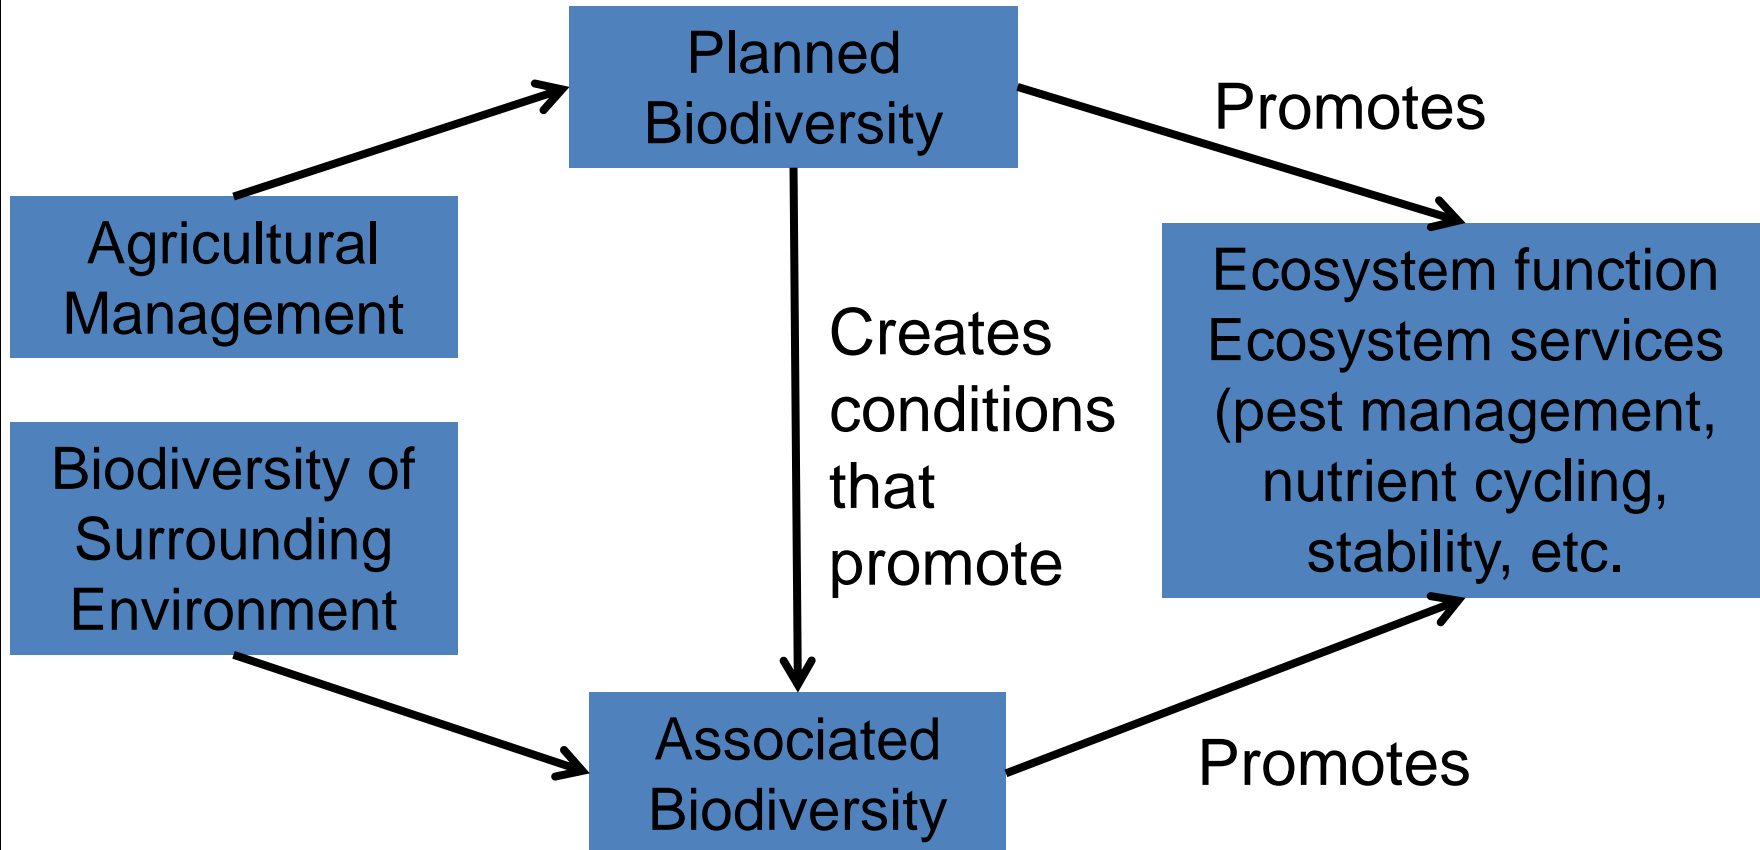 Planned
Biodiversity
Promotes
Agricultural
Management
Ecosystem function
Ecosystem services
(pest management,
nutrient cycling,
stability, etc.
Creates
conditions
that
promote
Biodiversity of
Surrounding
Environment
Associated
Biodiversity
Promotes